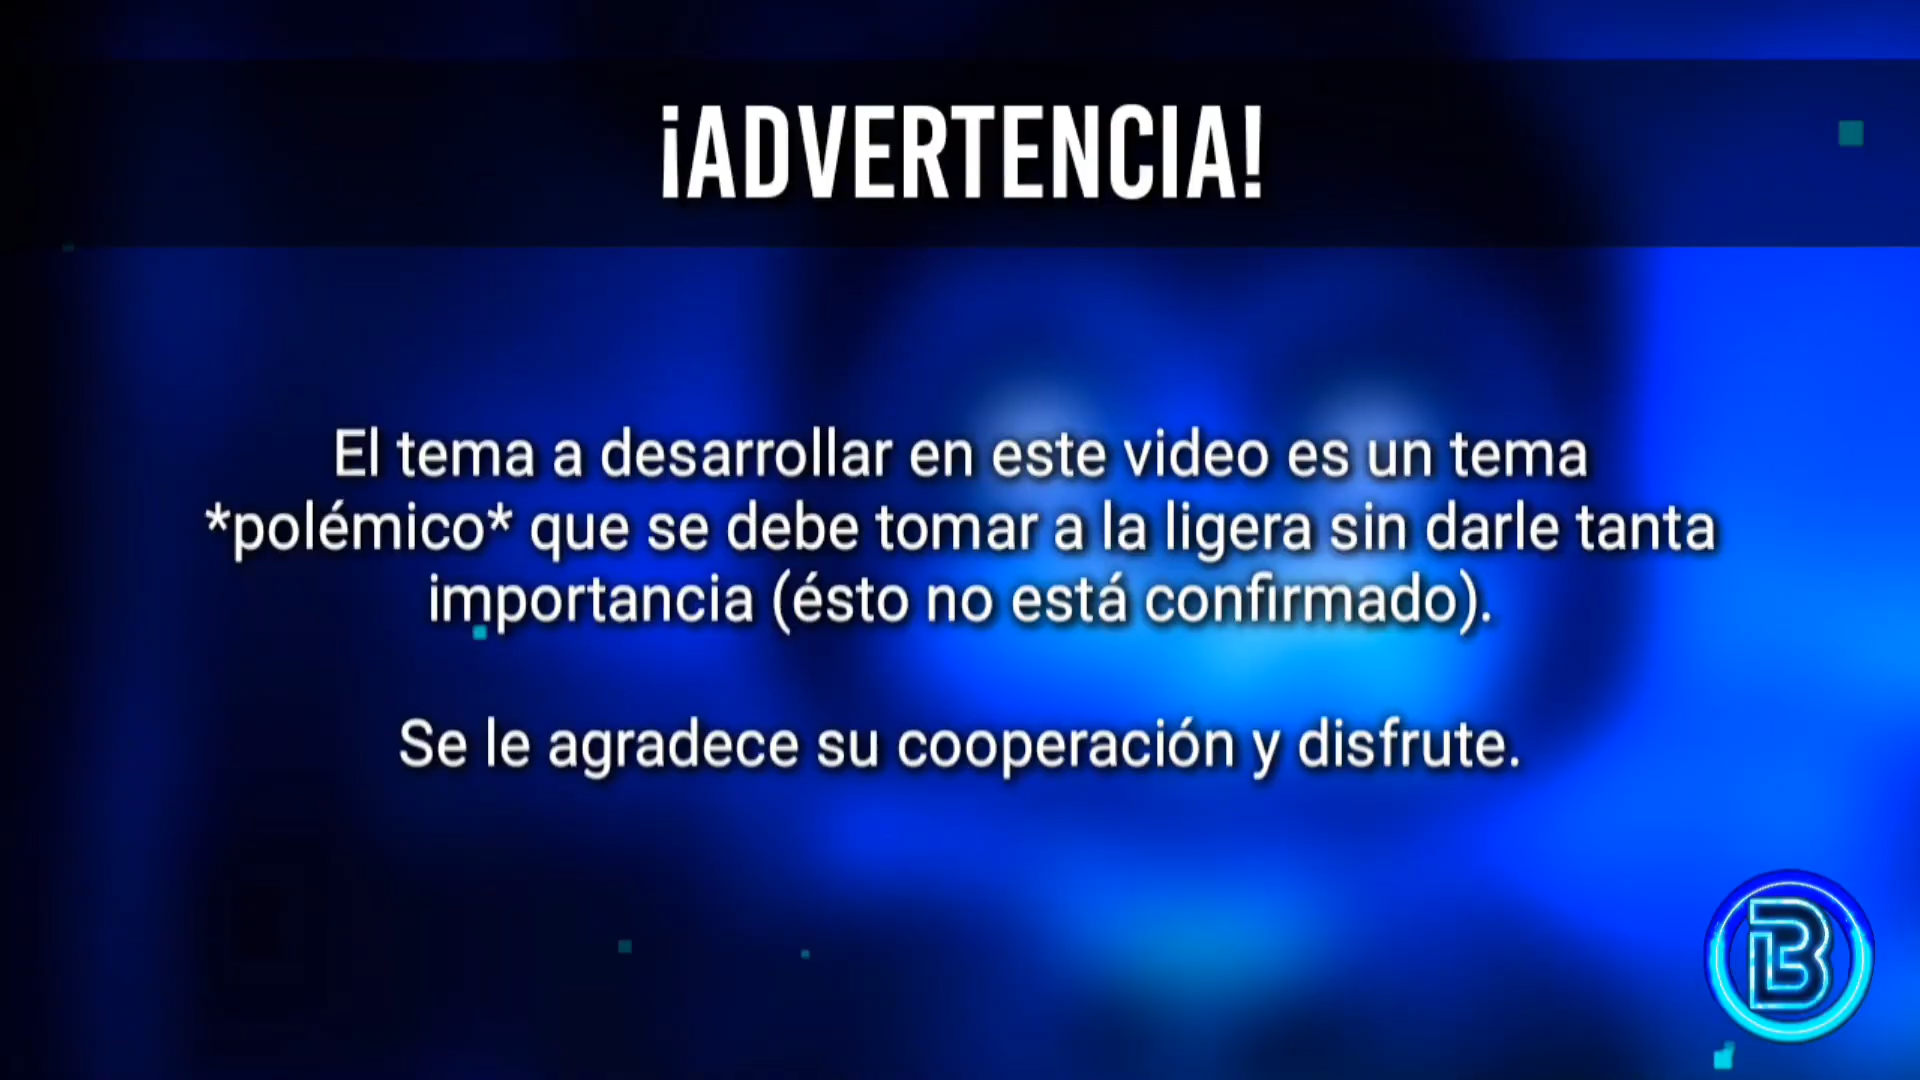 ¡ADVERTENCIA!
El tema a desarrollar en este video es un tema
*polémico* que se debe tomar a la ligera sin darle tanta
importancia (ésto no está confirmado).
Se le agradece su cooperación y disfrute.
B